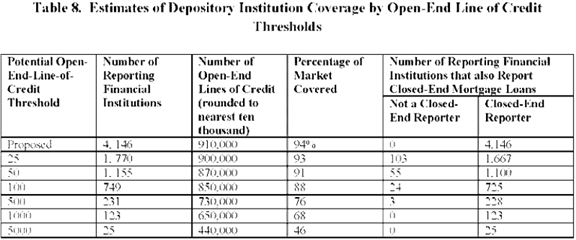 Table 8. Estimates of Depository Institution Coverage by Open-End Line of Credit
Thresholds
Potential Open-End-Line-of-Credit Threshold | Number of Reporting Financial Institutions | Number of Open-End Lines of Credit (rounded to nearest ten thousand) | Percentage of Market Covered | Number of Reporting Financial Institutions that also Report Closed-End Mortgage Loans
Not a Closed-End Reporter | Closed-End Reporter
Proposed | 4, 146 | 910,000 | 94% | 0 | 4,146
25 | 1, 770 | 900,000 | 93 | 103 | 1,667
50 | 1, 155 | 870,000 | 91 | 55 | 1,100
100 | 749 | 850,000 | 88 | 24 | 725
500 | 231 | 730,000 | 76 | 3 | 228
1000 | 123 | 650,000 | 68 | 0 | 123
5000 | 25 | 440,000 | 46 | 0 | 25